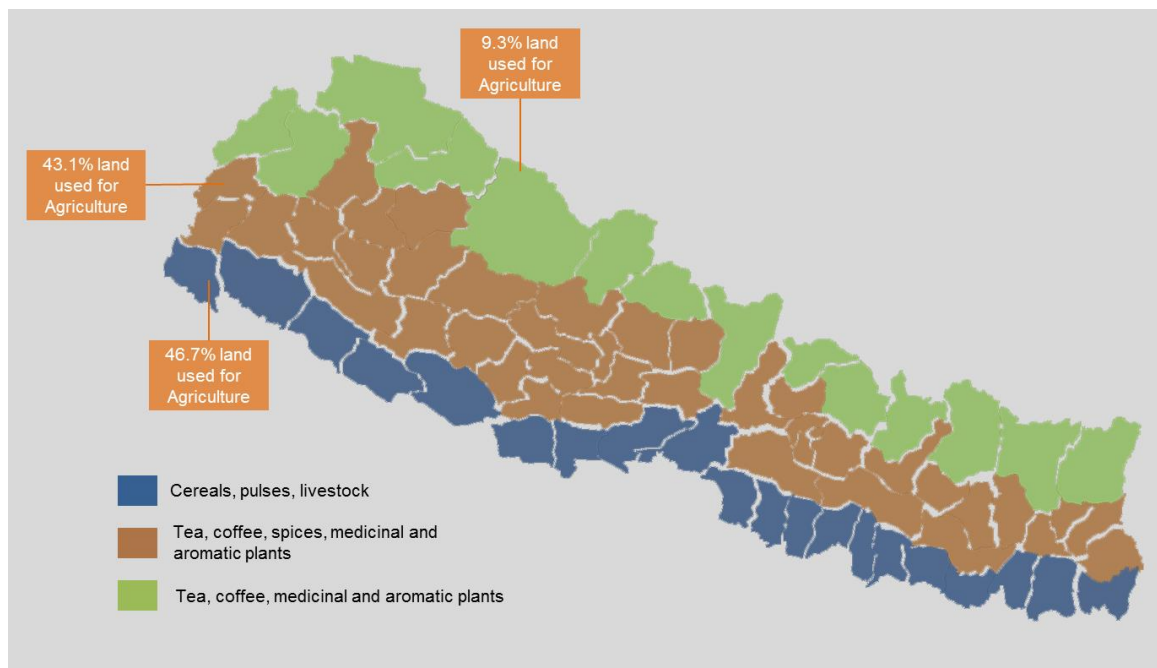 9.3% land
used for
Agriculture
43.1% land
used for
Agriculture
46.7% land
used for
Agriculture
Cereals, pulses, livestock
Tea, coffee, spices, medicinal and
aromatic plants
Tea, coffee, medicinal and aromatic plants